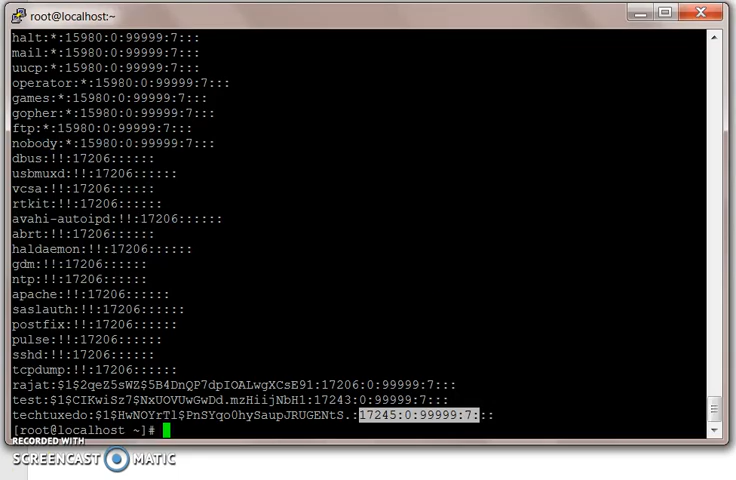 root@localhost:~
halt:*:15980:0:99999:7:::
mail:*:15980:0:99999:7:::
uucp:*:15980:0:99999:7:::
operator:*:15980:0:99999:7:::
games:*:15980:0:99999:7:::
gopher:*:15980:0:99999:7:::
ftp:*:15980:0:99999:7:::
nobody:*:15980:0:99999:7:::
dbus:!!:17206::::::
usbmuxd:!!:17206::::::
vcsa:!!:17206::::::
rtkit:!!:17206::::::
avahi-autoipd:!!:17206::::::
abrt:!!:17206::::::
haldaemon:!!:17206::::::
gdm:!!:17206::::::
ntp:!!:17206::::::
apache:!!:17206::::::
saslauth:!!:17206::::::
postfix:!!:17206::::::
pulse:!!:17206::::::
sshd:!!:17206::::::
tcpdump:!!:17206::::::
rajat:$1$2qeZ5sWZ$5B4DnQP7dpIOALwgXCsE91:17206:0:99999:7:::
test:$1$CIKwiSz7$NxUOVUwGwDd.mzHiijNbH1:17243:0:99999:7:::
techtuxedo:$1$HwNOYrTl$PnSYqo0hySaupJRUGENtS.:17245:0:99999:7:::
[root@localhost ~]#
RECORDED WITH
SCREENCAST MATIC